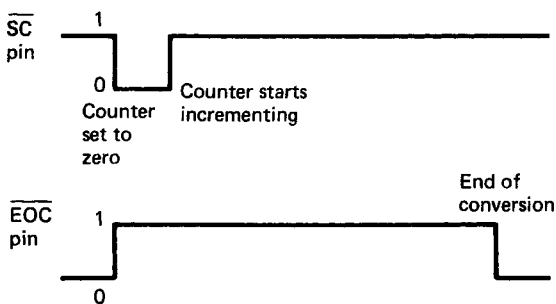 1
SC
pin
0
Counter
set to
zero
Counter starts
incrementing
EOC
pin
1
0
End of
conversion